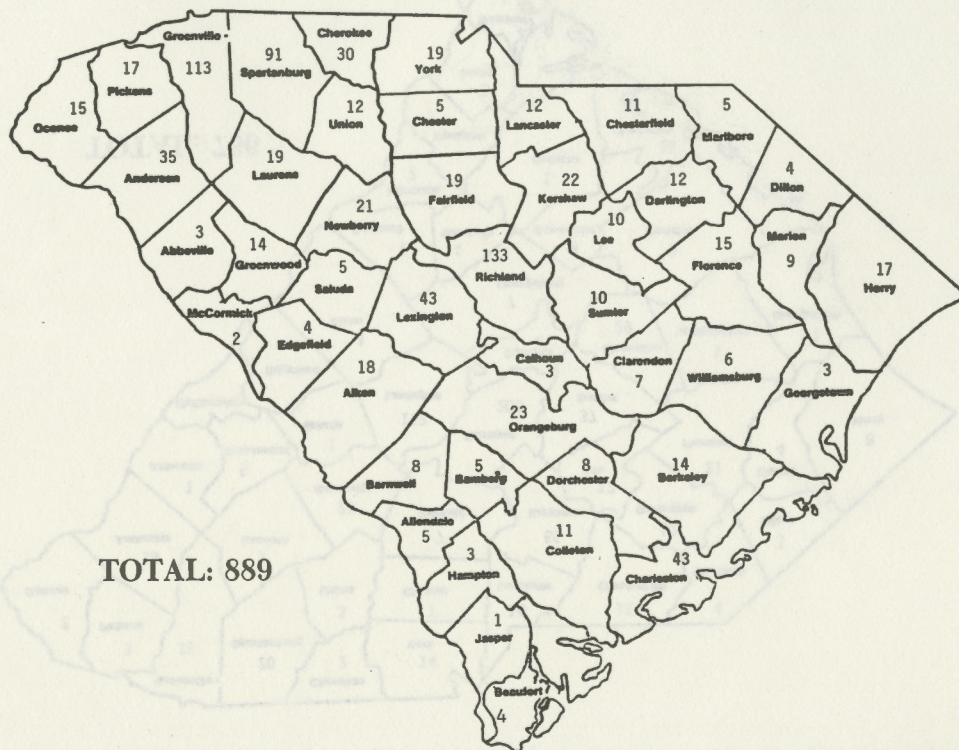 Greenville
113
Cherokee
30
91
Spartanburg
19
York
17
Pickens
15
Oconee
12
Union
5
Chester
12
Lancaster
11
Chesterfield
5
Marlboro
35
Anderson
19
Laurens
4
Dillon
21
Newberry
19
Fairfield
22
Kershaw
12
Darlington
10
Lee
3
Abbeville
14
Greenwood
5
Saluda
133
Richland
15
Florence
Marion
9
17
Horry
McCormick
2
4
Edgefield
43
Lexington
10
Sumter
18
Aiken
Calhoun
3
Clarendon
7
6
Williamsburg
3
Georgetown
23
Orangeburg
8
Barnwell
5
Bamberg
8
Dorchester
14
Berkeley
Allendale
5
3
Hampton
11
Colleton
43
Charleston
TOTAL: 889
1
Jasper
Beaufort
4